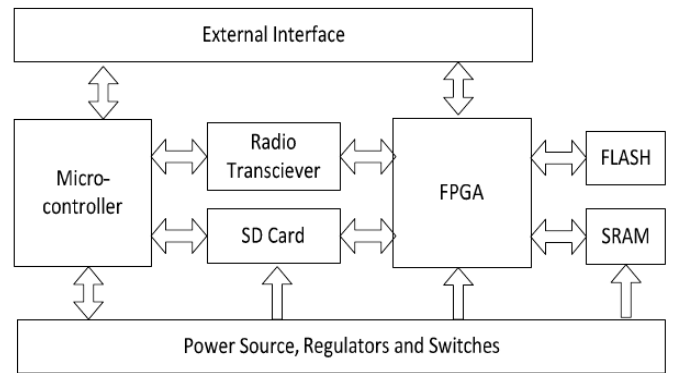 External Interface
Micro-
controller
Radio
Transciever
SD Card
FPGA
FLASH
SRAM
Power Source, Regulators and Switches